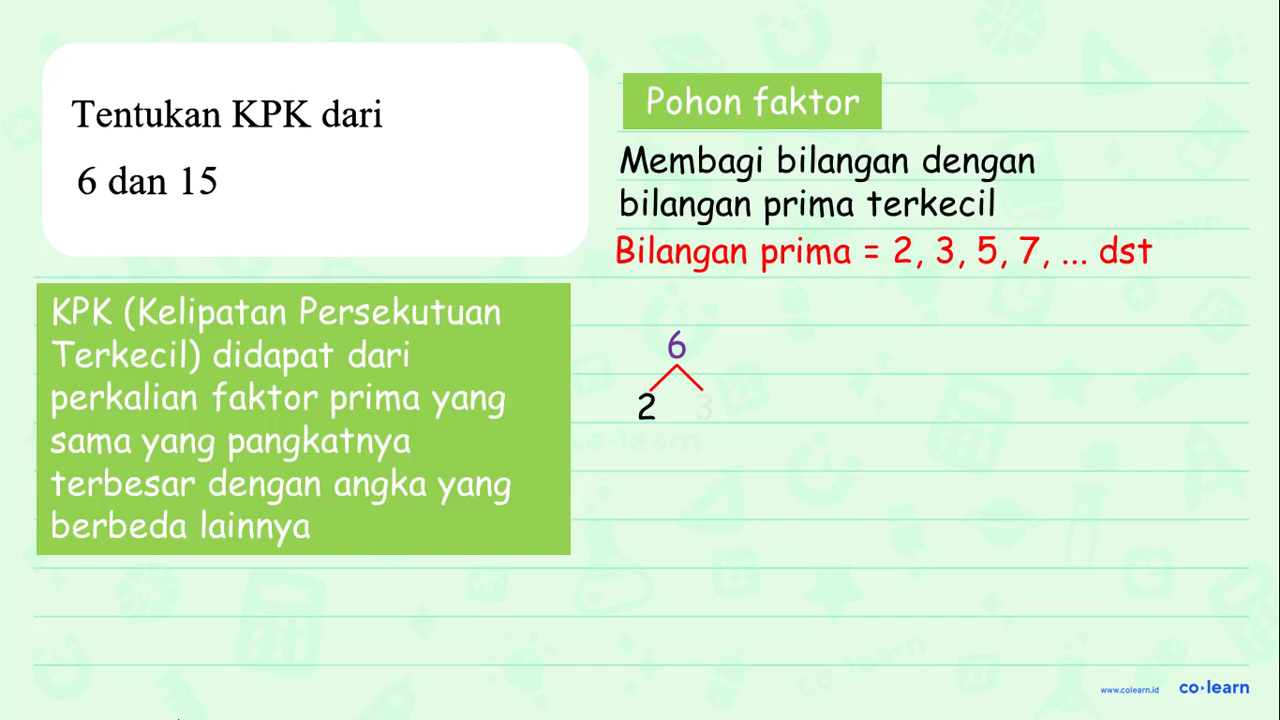 Tentukan KPK dari
6 dan 15
Pohon faktor
Membagi bilangan dengan
bilangan prima terkecil
Bilangan prima = 2, 3, 5, 7, ... dst
KPK (Kelipatan Persekutuan
Terkecil) didapat dari
perkalian faktor prima yang
sama yang pangkatnya
terbesar dengan angka yang
berbeda lainnya
6
2 3
co·learn
www.colearn.id co·learn